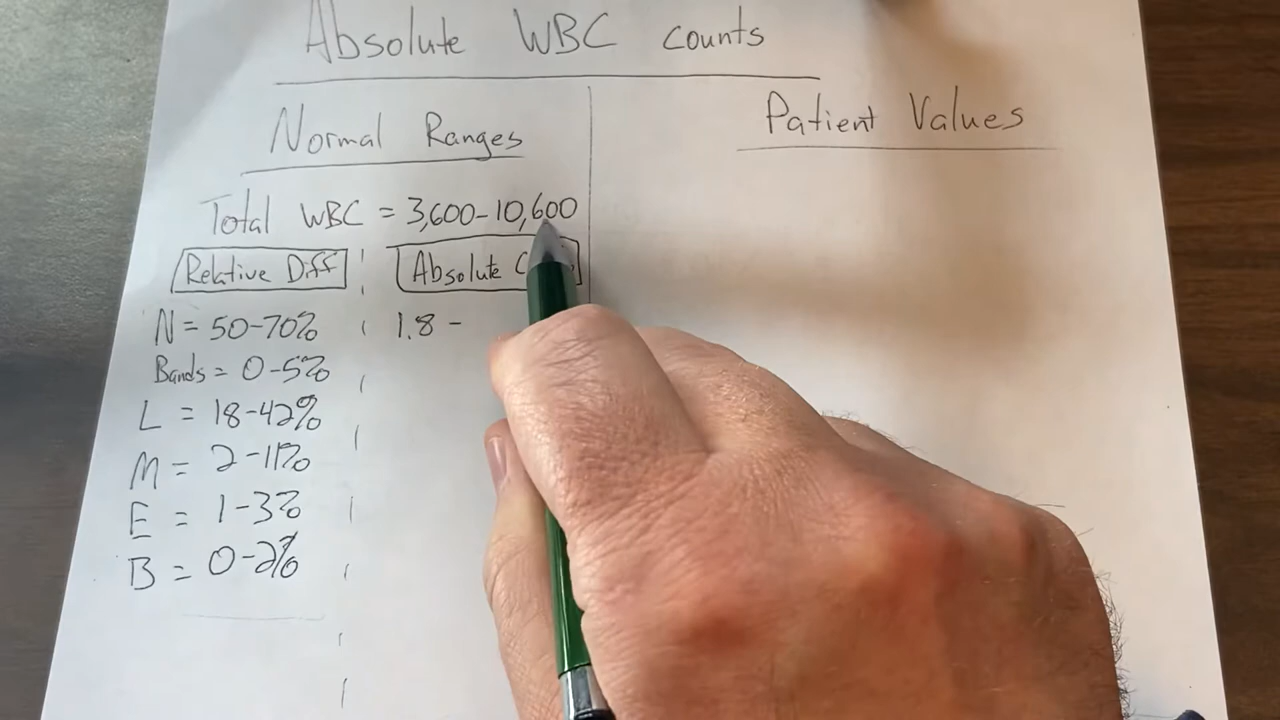 Absolute WBC counts
Normal Ranges
Patient Values
Total WBC = 3,600-10,600
Relative Diff
Absolute
N = 50-70%
1.8 -
Bands = 0-5%
L = 18-42%
M = 2-11%
E = 1-3%
B = 0-2%